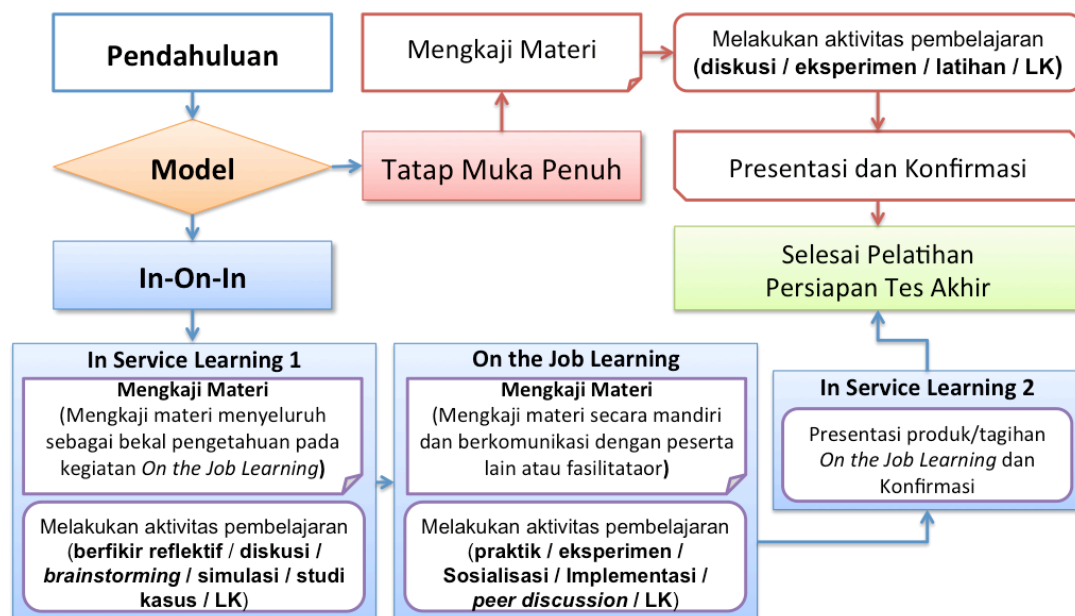 Pendahuluan
Model
Tatap Muka Penuh
Mengkaji Materi
Melakukan aktivitas pembelajaran
(diskusi / eksperimen / latihan / LK)
Presentasi dan Konfirmasi
Selesai Pelatihan
Persiapan Tes Akhir
In-On-In
In Service Learning 1
Mengkaji Materi
(Mengkaji materi menyeluruh
sebagai bekal pengetahuan pada
kegiatan On the Job Learning)
Melakukan aktivitas pembelajaran
(berfikir reflektif / diskusi /
brainstorming / simulasi / studi
kasus / LK)
On the Job Learning
Mengkaji Materi
(Mengkaji materi secara mandiri
dan berkomunikasi dengan peserta
lain atau fasilitataor)
Melakukan aktivitas pembelajaran
(praktik / eksperimen /
Sosialisasi / Implementasi /
peer discussion / LK)
In Service Learning 2
Presentasi produk/tagihan
On the Job Learning dan
Konfirmasi